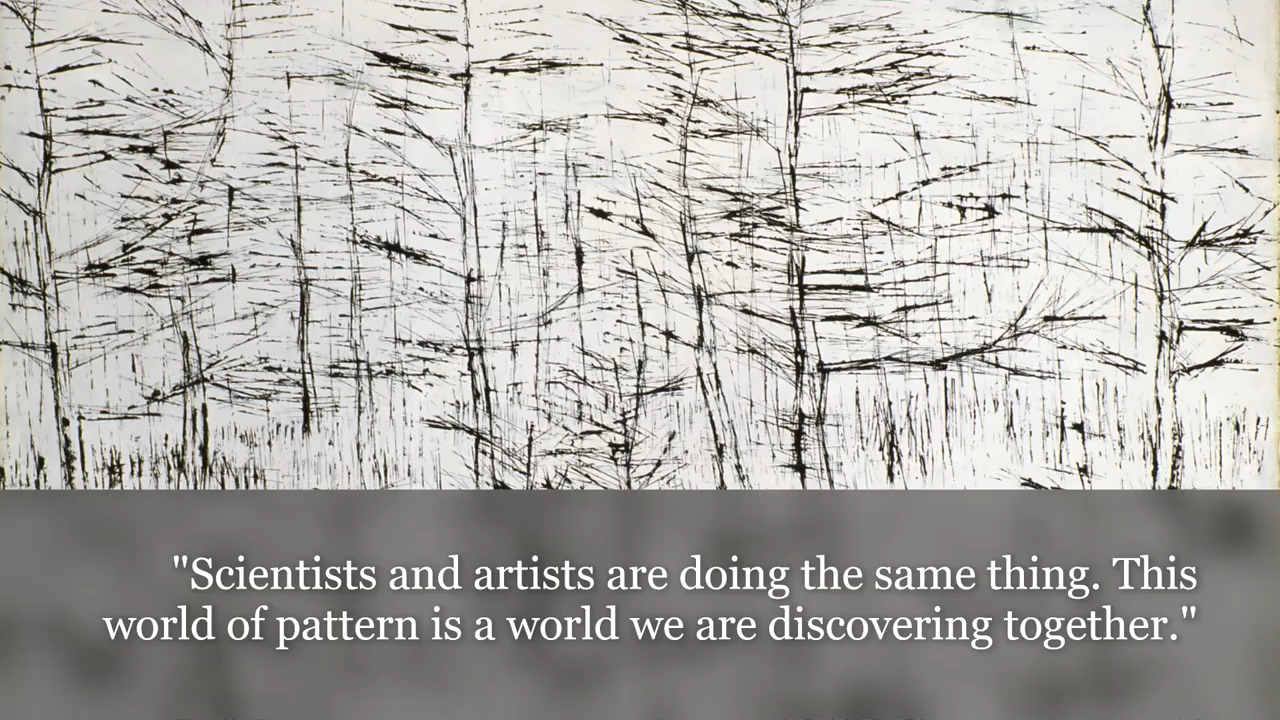 "Scientists and artists are doing the same thing. This
world of pattern is a world we are discovering together."